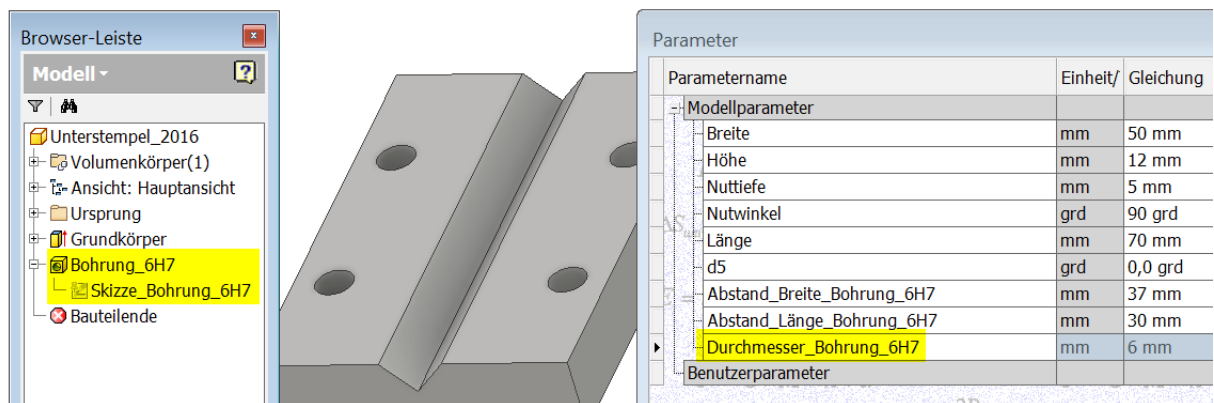 Browser-Leiste
Modell
Unterstempel_2016
Volumenkörper(1)
Ansicht: Hauptansicht
Ursprung
Grundkörper
Bohrung_6H7
Skizze_Bohrung_6H7
Bauteilende
Parameter
Parametername Einheit/ Gleichung
Modellparameter
Breite mm 50 mm
Höhe mm 12 mm
Nuttiefe mm 5 mm
Nutwinkel grd 90 grd
Länge mm 70 mm
d5 grd 0,0 grd
Abstand_Breite_Bohrung_6H7 mm 37 mm
Abstand_Länge_Bohrung_6H7 mm 30 mm
Durchmesser_Bohrung_6H7 mm 6 mm
Benutzerparameter